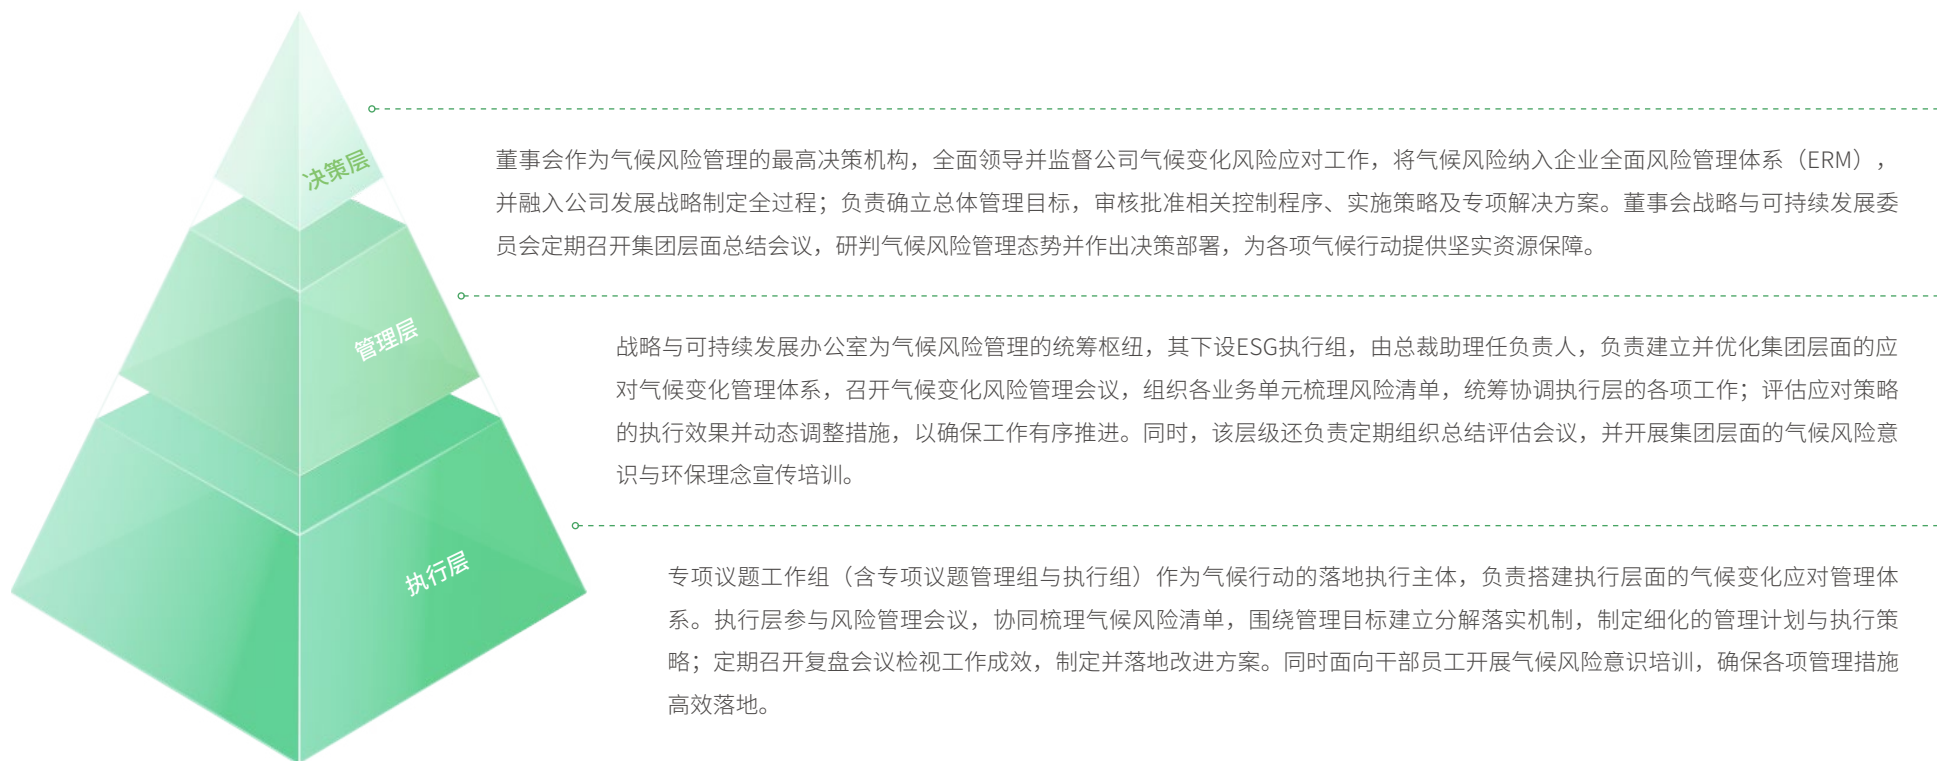 决策层
董事会作为气候风险管理的最高决策机构，全面领导并监督公司气候变化风险应对工作，将气候风险纳入企业全面风险管理体系（ERM），
并融入公司发展战略制定全过程；负责确立总体管理目标，审核批准相关控制程序、实施策略及专项解决方案。董事会战略与可持续发展委
员会定期召开集团层面总结会议，研判气候风险管理态势并作出决策部署，为各项气候行动提供坚实资源保障。
管理层
战略与可持续发展办公室为气候风险管理的统筹枢纽，其下设ESG执行组，由总裁助理任负责人，负责建立并优化集团层面的应
对气候变化管理体系，召开气候变化风险管理会议，组织各业务单元梳理风险清单，统筹协调执行层的各项工作；评估应对策略
的执行效果并动态调整措施，以确保工作有序推进。同时，该层级还负责定期组织总结评估会议，并开展集团层面的气候风险意
识与环保理念宣传培训。
执行层
专项议题工作组（含专项议题管理组与执行组）作为气候行动的落地执行主体，负责搭建执行层面的气候变化应对管理体
系。执行层参与风险管理会议，协同梳理气候风险清单，围绕管理目标建立分解落实机制，制定细化的管理计划与执行策
略；定期召开复盘会议检视工作成效，制定并落地改进方案。同时面向干部员工开展气候风险意识培训，确保各项管理措施
高效落地。